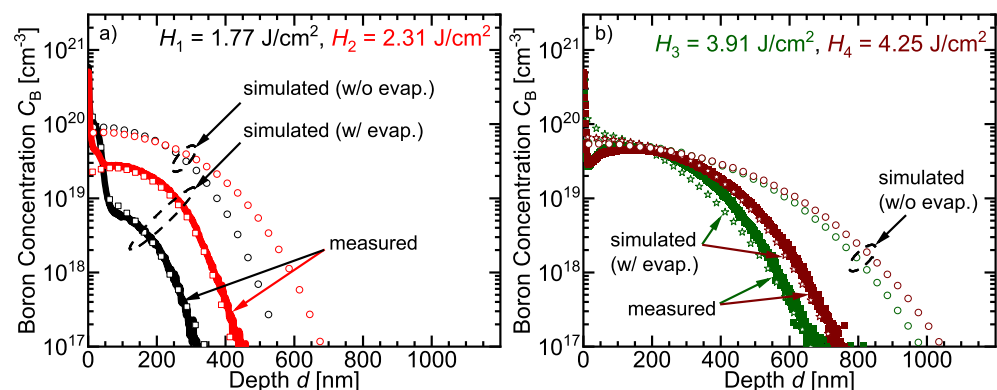 a) H₁ = 1.77 J/cm², H₂ = 2.31 J/cm²
simulated (w/o evap.)
simulated (w/ evap.)
measured
Boron Concentration C_B [cm⁻³]
10²¹
10²⁰
10¹⁹
10¹⁸
10¹⁷
0 200 400 600 800 1000
Depth d [nm]
b) H₃ = 3.91 J/cm², H₄ = 4.25 J/cm²
simulated
(w/o evap.)
simulated
(w/ evap.)
measured
Boron Concentration C_B [cm⁻³]
10²¹
10²⁰
10¹⁹
10¹⁸
10¹⁷
0 200 400 600 800 1000
Depth d [nm]